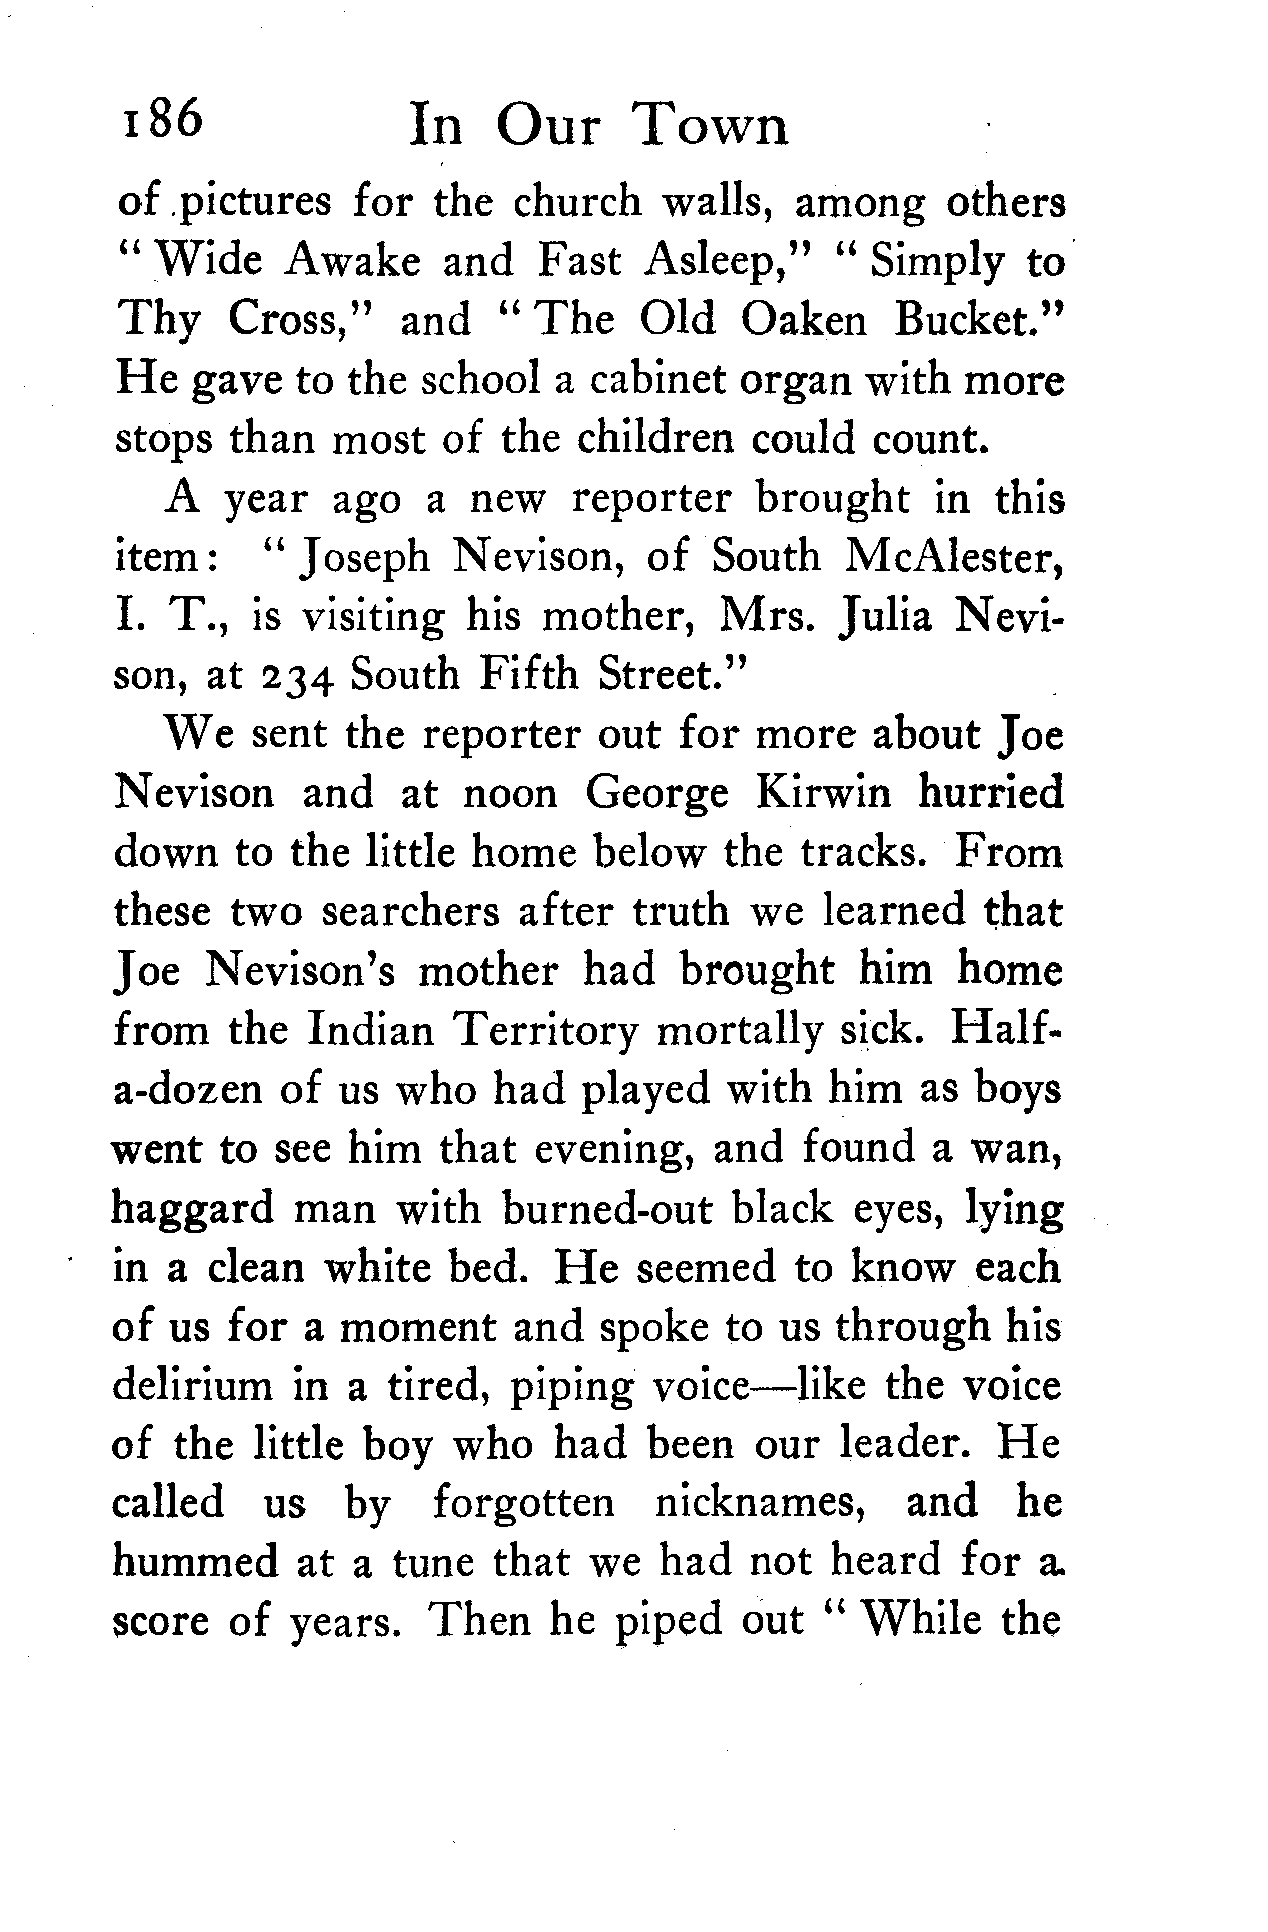 186 In Our Town
of pictures for the church walls, among others
“ Wide Awake and Fast Asleep,” “ Simply to
Thy Cross,” and “ The Old Oaken Bucket.”
He gave to the school a cabinet organ with more
stops than most of the children could count.
A year ago a new reporter brought in this
item: “ Joseph Nevison, of South McAlester,
I. T., is visiting his mother, Mrs. Julia Nevi-
son, at 234 South Fifth Street.”
We sent the reporter out for more about Joe
Nevison and at noon George Kirwin hurried
down to the little home below the tracks. From
these two searchers after truth we learned that
Joe Nevison’s mother had brought him home
from the Indian Territory mortally sick. Half-
a-dozen of us who had played with him as boys
went to see him that evening, and found a wan,
haggard man with burned-out black eyes, lying
in a clean white bed. He seemed to know each
of us for a moment and spoke to us through his
delirium in a tired, piping voice—like the voice
of the little boy who had been our leader. He
called us by forgotten nicknames, and he
hummed at a tune that we had not heard for a
score of years. Then he piped out “ While the